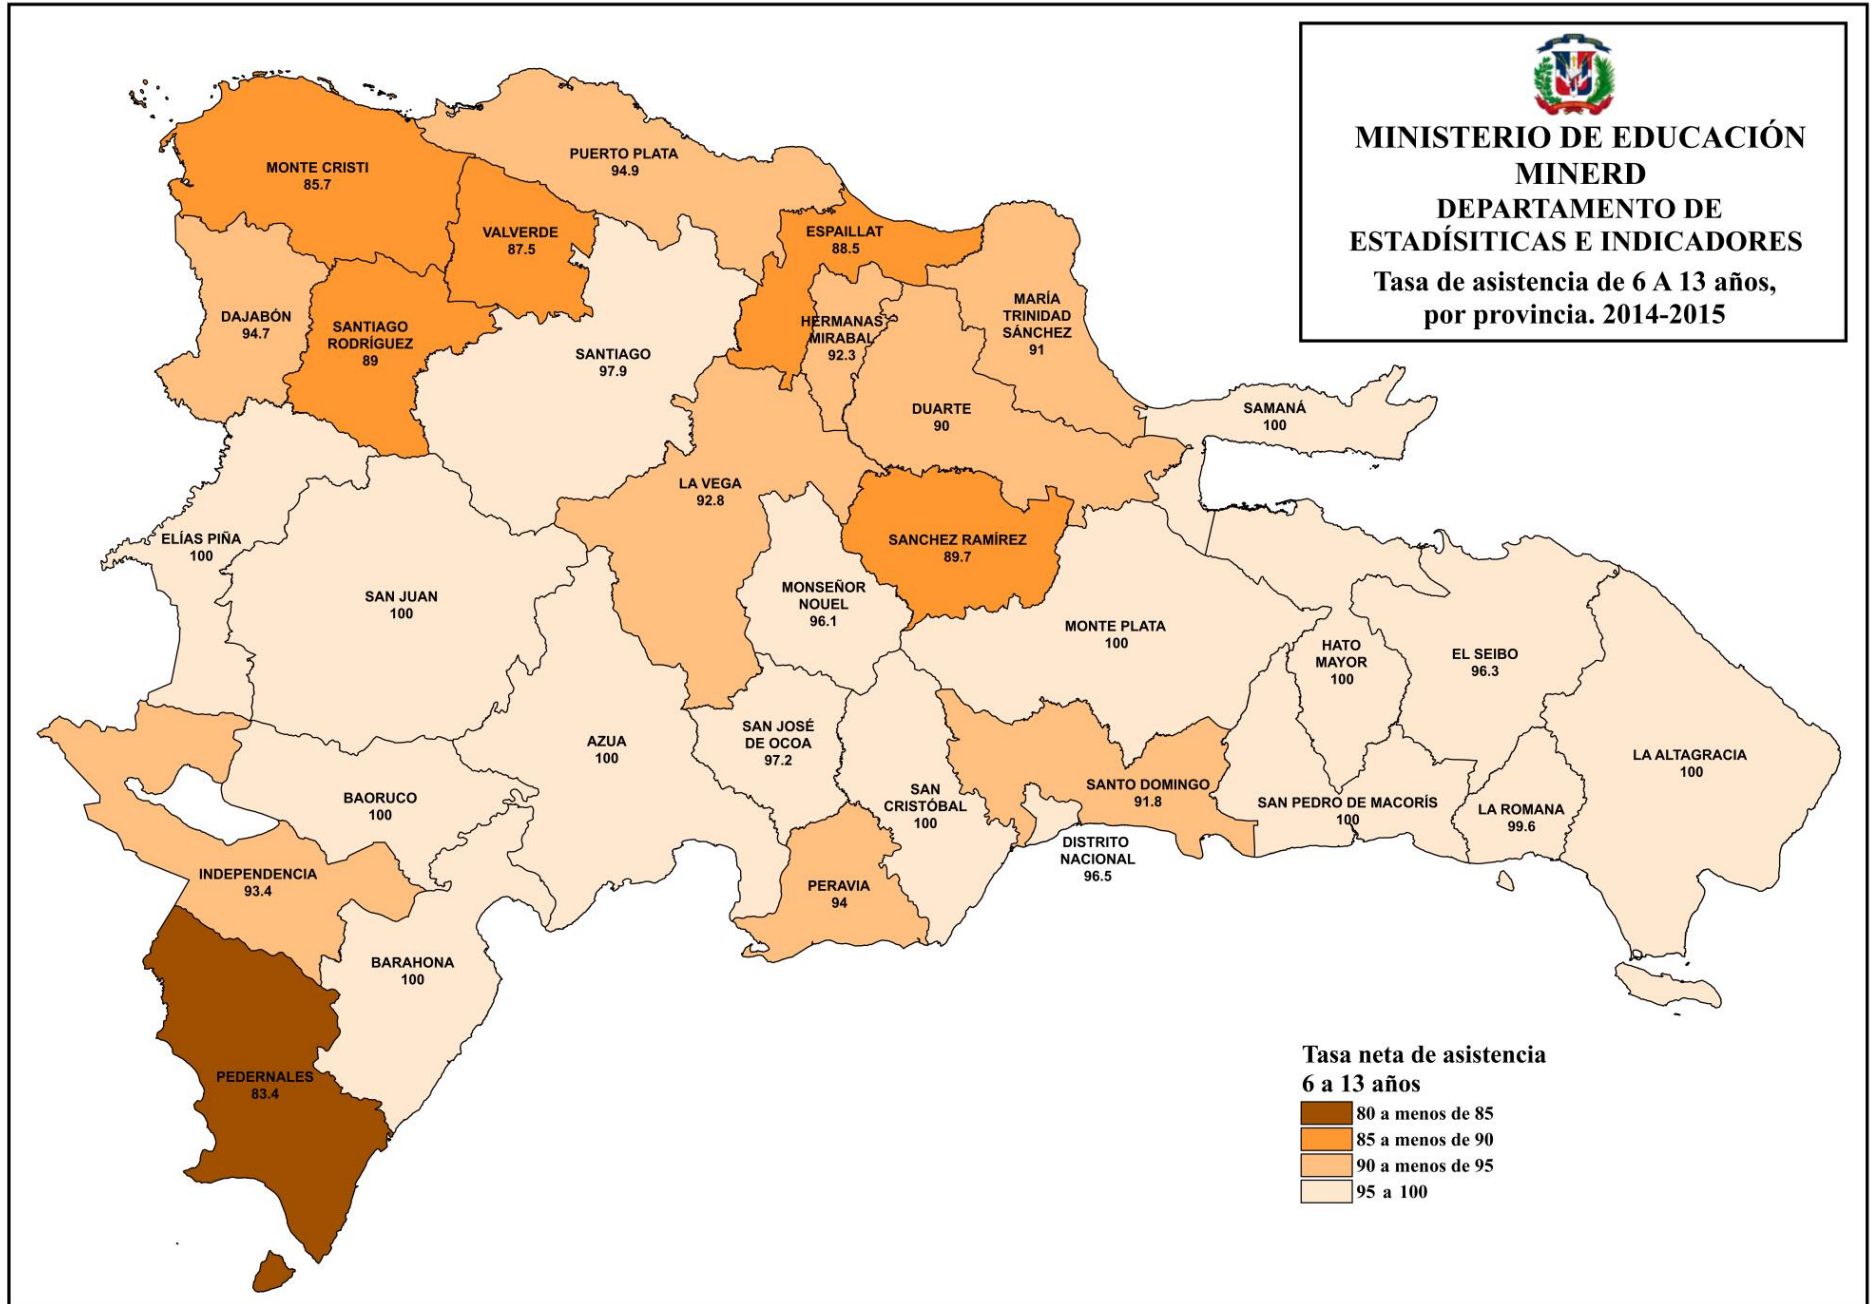 MINISTERIO DE EDUCACIÓN
MINERD
DEPARTAMENTO DE
ESTADÍSITICAS E INDICADORES
Tasa de asistencia de 6 A 13 años,
por provincia. 2014-2015
MONTE CRISTI
85.7
PUERTO PLATA
94.9
VALVERDE
87.5
ESPAILLAT
88.5
DAJABÓN
94.7
SANTIAGO
RODRÍGUEZ
89
SANTIAGO
97.9
HERMANAS
MIRABAL
92.3
MARÍA
TRINIDAD
SÁNCHEZ
91
DUARTE
90
SAMANÁ
100
LA VEGA
92.8
ELÍAS PIÑA
100
SAN JUAN
100
MONSEÑOR
NOUEL
96.1
SANCHEZ RAMÍREZ
89.7
MONTE PLATA
100
HATO
MAYOR
100
EL SEIBO
96.3
LA ALTAGRACIA
100
AZUA
100
SAN JOSÉ
DE OCOA
97.2
BAORUCO
100
SAN
CRISTÓBAL
100
SANTO DOMINGO
91.8
SAN PEDRO DE MACORÍS
100
LA ROMANA
99.6
DISTRITO
NACIONAL
96.5
INDEPENDENCIA
93.4
PERAVIA
94
BARAHONA
100
PEDERNALES
83.4
Tasa neta de asistencia
6 a 13 años
80 a menos de 85
85 a menos de 90
90 a menos de 95
95 a 100